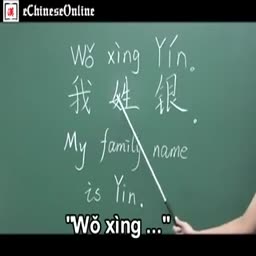 eChineseOnline
Wǒ xìng Yín.
我 姓 银.
My family name
is Yin.
"Wǒ xìng ..."